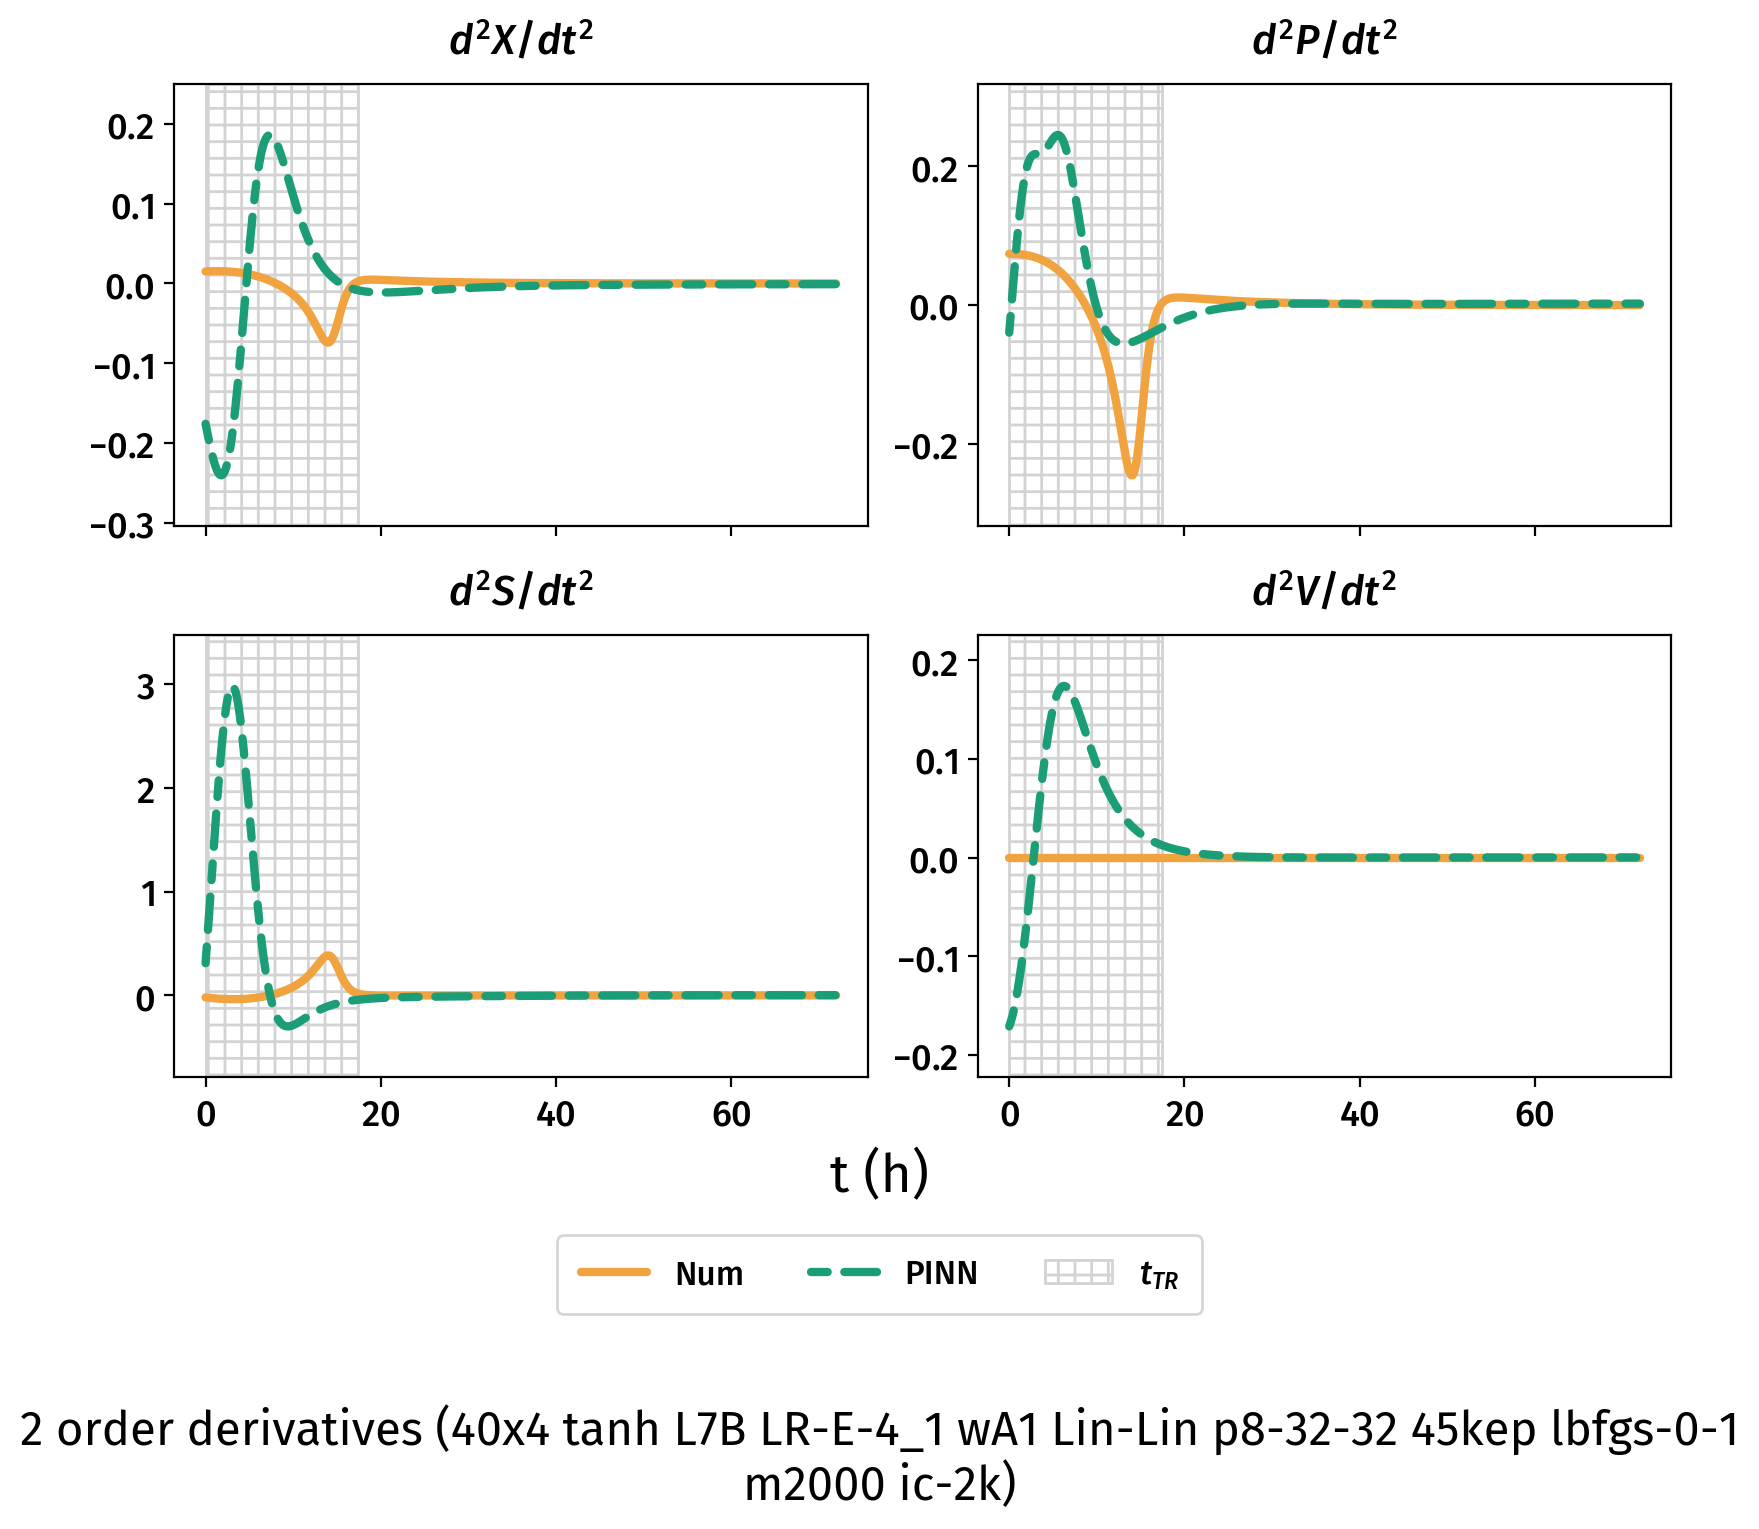 d²X/dt²
d²P/dt²
0.2
0.1
0.0
−0.1
−0.2
−0.3
0.2
0.0
−0.2
d²S/dt²
d²V/dt²
3
2
1
0
0.2
0.1
0.0
−0.1
−0.2
0 20 40 60
0 20 40 60
t (h)
Num PINN t_TR
2 order derivatives (40x4 tanh L7B LR-E-4_1 wA1 Lin-Lin p8-32-32 45kep lbfgs-0-1
m2000 ic-2k)